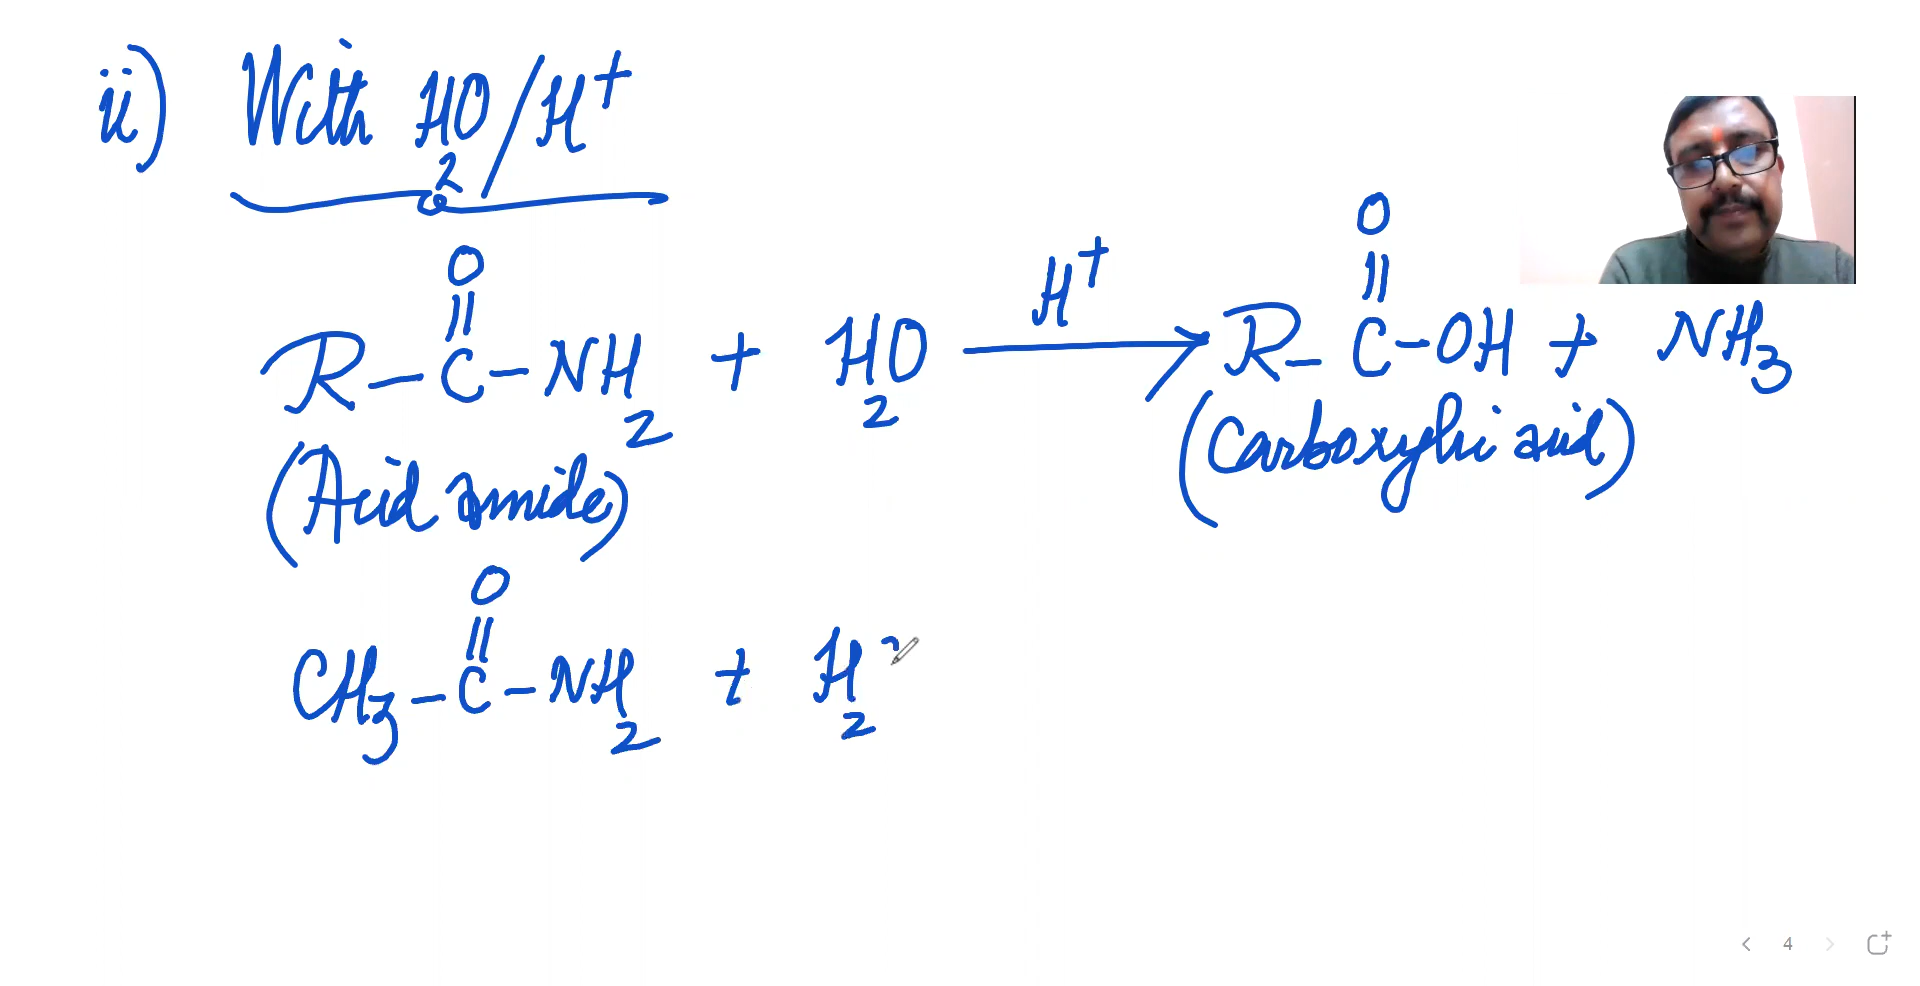 ii) With H₂O/H⁺
O
||
R-C-NH₂ + H₂O
H⁺
→
O
||
R-C-OH + NH₃
(Acid amide)
(Carboxylic acid)
O
||
CH₃-C-NH₂ + H₂
4